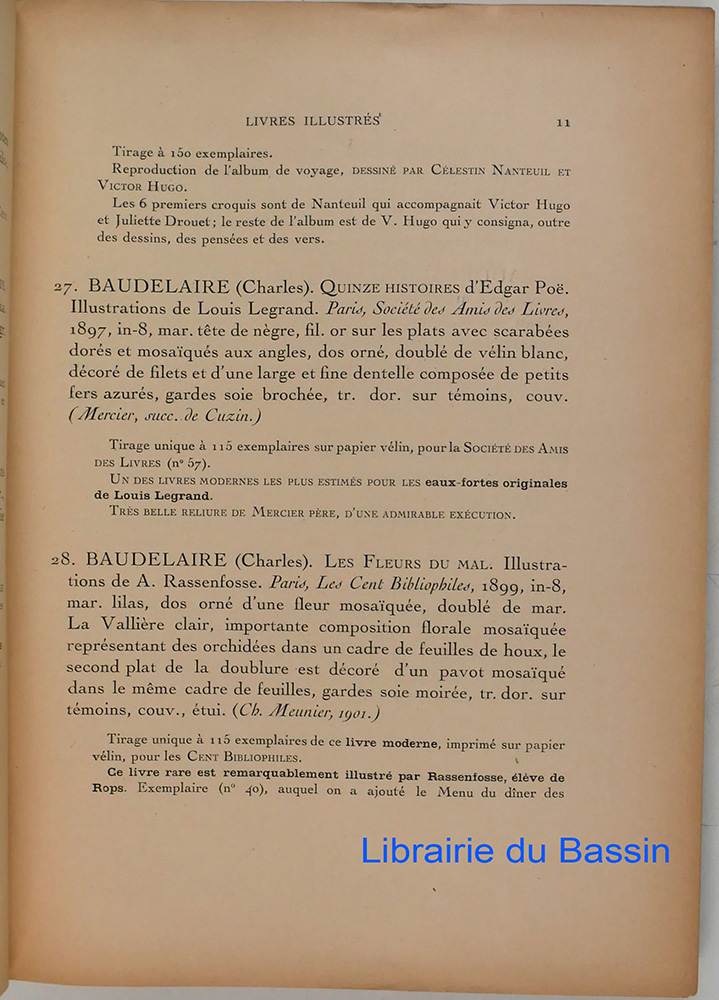 LIVRES ILLUSTRÉS 11
Tirage à 150 exemplaires.
Reproduction de l'album de voyage, DESSINÉ PAR CÉLESTIN NANTEUIL ET
VICTOR HUGO.
Les 6 premiers croquis sont de Nanteuil qui accompagnait Victor Hugo
et Juliette Drouet; le reste de l'album est de V. Hugo qui y consigna, outre
des dessins, des pensées et des vers.
27. BAUDELAIRE (Charles). QUINZE HISTOIRES d'Edgar Poë.
Illustrations de Louis Legrand. Paris, Société des Amis des Livres,
1897, in-8, mar. tête de nègre, fil. or sur les plats avec scarabées
dorés et mosaïqués aux angles, dos orné, doublé de vélin blanc,
décoré de filets et d'une large et fine dentelle composée de petits
fers azurés, gardes soie brochée, tr. dor. sur témoins, couv.
(Mercier, succ. de Cuzin.)
Tirage unique à 115 exemplaires sur papier vélin, pour la SOCIÉTÉ DES AMIS
DES LIVRES (n° 57).
UN DES LIVRES MODERNES LES PLUS ESTIMÉS POUR LES eaux-fortes originales
de Louis Legrand.
TRÈS BELLE RELIURE DE MERCIER PÈRE, D'UNE ADMIRABLE EXÉCUTION.
28. BAUDELAIRE (Charles). LES FLEURS DU MAL. Illustra-
tions de A. Rassenfosse. Paris, Les Cent Bibliophiles, 1899, in-8,
mar. lilas, dos orné d'une fleur mosaïquée, doublé de mar.
La Vallière clair, importante composition florale mosaïquée
représentant des orchidées dans un cadre de feuilles de houx, le
second plat de la doublure est décoré d'un pavot mosaïqué
dans le même cadre de feuilles, gardes soie moirée, tr. dor. sur
témoins, couv., étui. (Ch. Meunier, 1901.)
Tirage unique à 115 exemplaires de ce livre moderne, imprimé sur papier
vélin, pour les CENT BIBLIOPHILES.
Ce livre rare est remarquablement illustré par Rassenfosse, élève de
Rops. Exemplaire (n° 40), auquel on a ajouté le Menu du dîner des
Librairie du Bassin